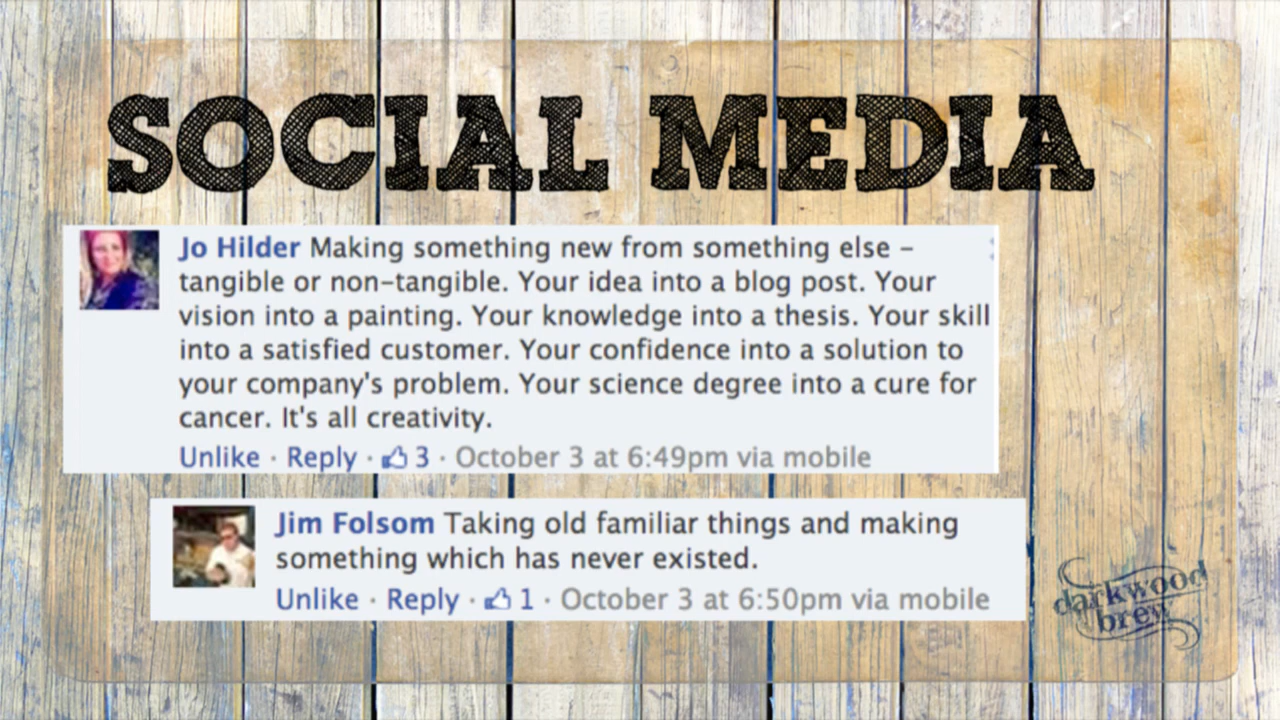 SOCIAL MEDIA
Jo Hilder Making something new from something else –
tangible or non-tangible. Your idea into a blog post. Your
vision into a painting. Your knowledge into a thesis. Your skill
into a satisfied customer. Your confidence into a solution to
your company's problem. Your science degree into a cure for
cancer. It's all creativity.
Unlike · Reply · 3 · October 3 at 6:49pm via mobile
Jim Folsom Taking old familiar things and making
something which has never existed.
Unlike · Reply · 1 · October 3 at 6:50pm via mobile
darkwood
brew